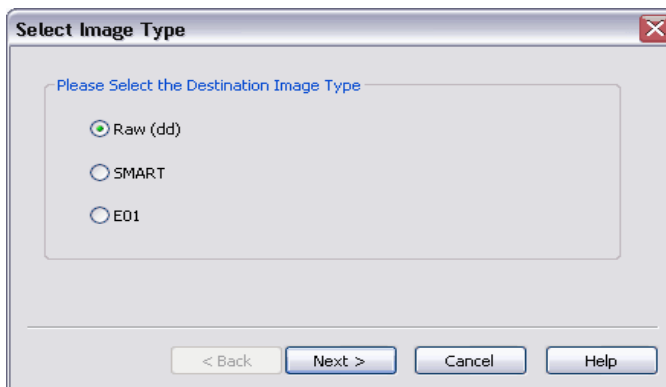 Select Image Type
Please Select the Destination Image Type
Raw (dd)
SMART
E01
< Back Next > Cancel Help